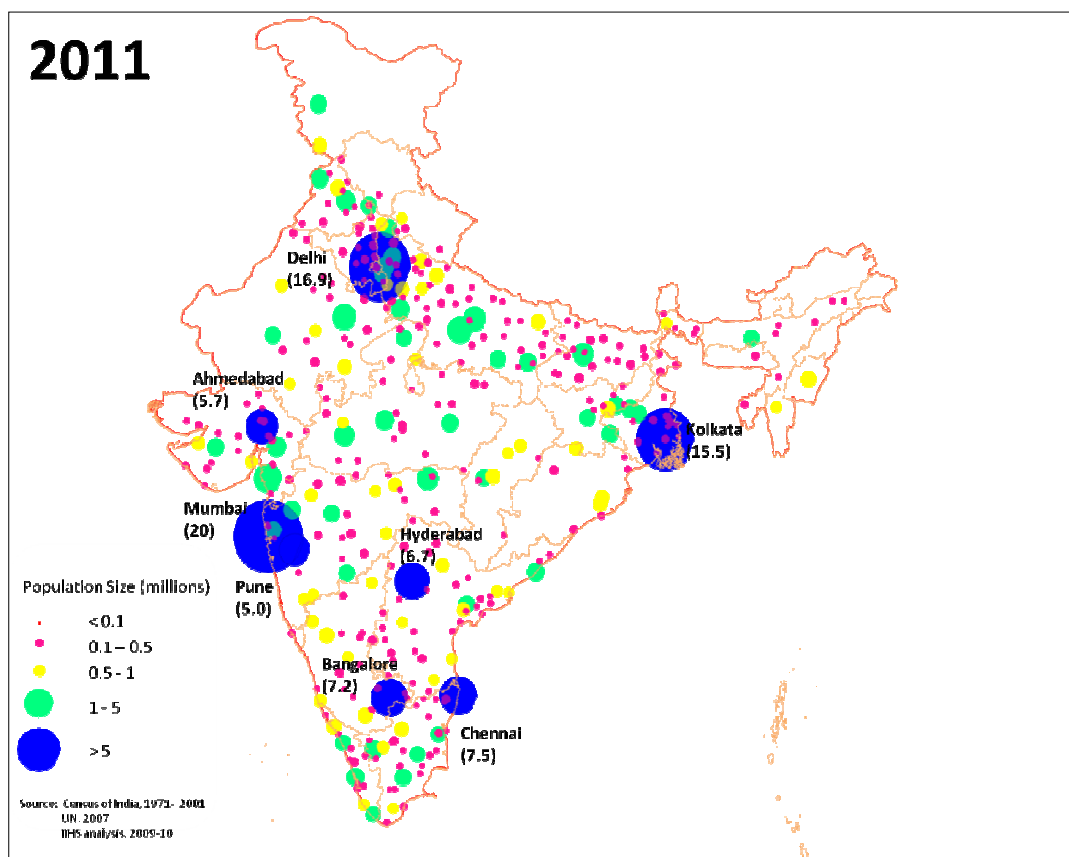 2011
Delhi
(16.9)
Ahmedabad
(5.7)
Kolkata
(15.5)
Mumbai
(20)
Hyderabad
(6.7)
Pune
(5.0)
Bangalore
(7.2)
Chennai
(7.5)
Population Size (millions)
<0.1
0.1 – 0.5
0.5 - 1
1 - 5
>5
Source: Census of India, 1971- 2001
UN. 2007
IIHS analysis. 2009-10